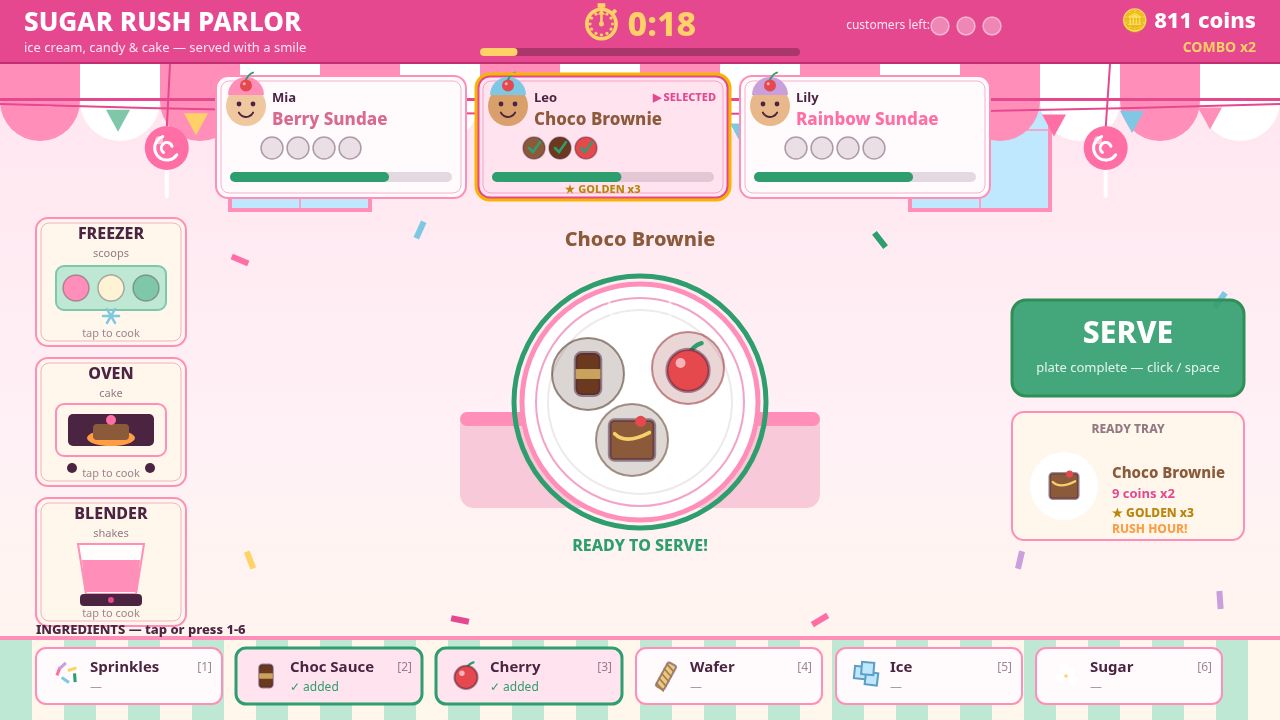 SUGAR RUSH PARLOR
ice cream, candy & cake — served with a smile
0:18
customers left:
811 coins
COMBO x2
Mia
Berry Sundae
Leo
▶ SELECTED
Choco Brownie
★ GOLDEN x3
Lily
Rainbow Sundae
FREEZER
scoops
tap to cook
OVEN
cake
tap to cook
BLENDER
shakes
tap to cook
Choco Brownie
READY TO SERVE!
SERVE
plate complete — click / space
READY TRAY
Choco Brownie
9 coins x2
★ GOLDEN x3
RUSH HOUR!
INGREDIENTS — tap or press 1-6
Sprinkles [1]
—
Choc Sauce [2]
✓ added
Cherry [3]
✓ added
Wafer [4]
—
Ice [5]
—
Sugar [6]
—